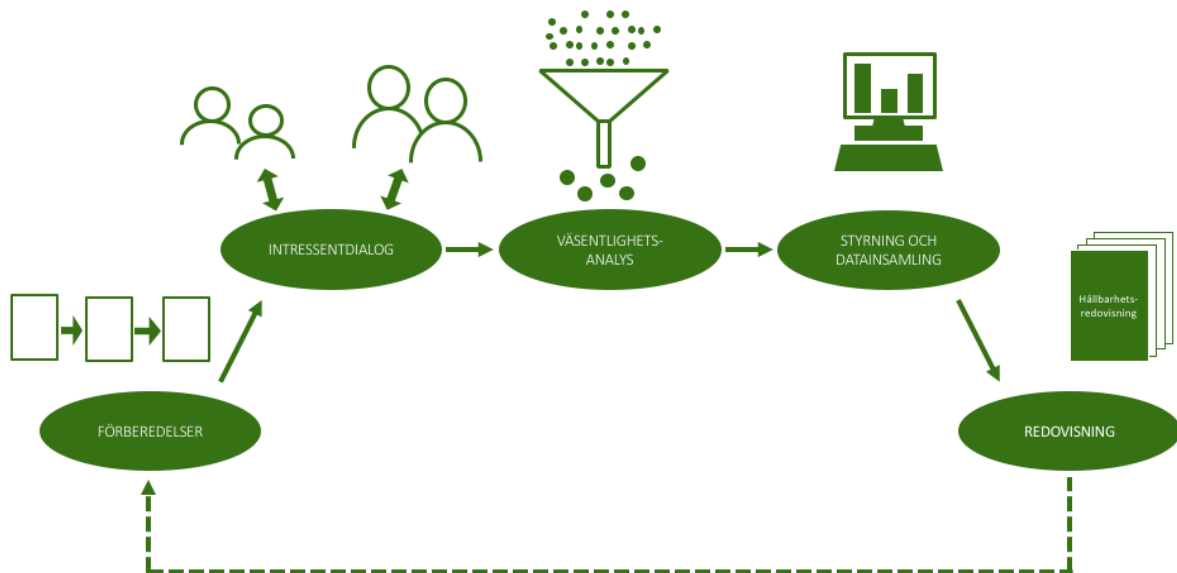 INTRESSENTDIALOG
VÄSENTLIGHETS-
ANALYS
STYRNING OCH
DATAINSAMLING
Hållbarhets-
redovisning
FÖRBEREDELSER
REDOVISNING